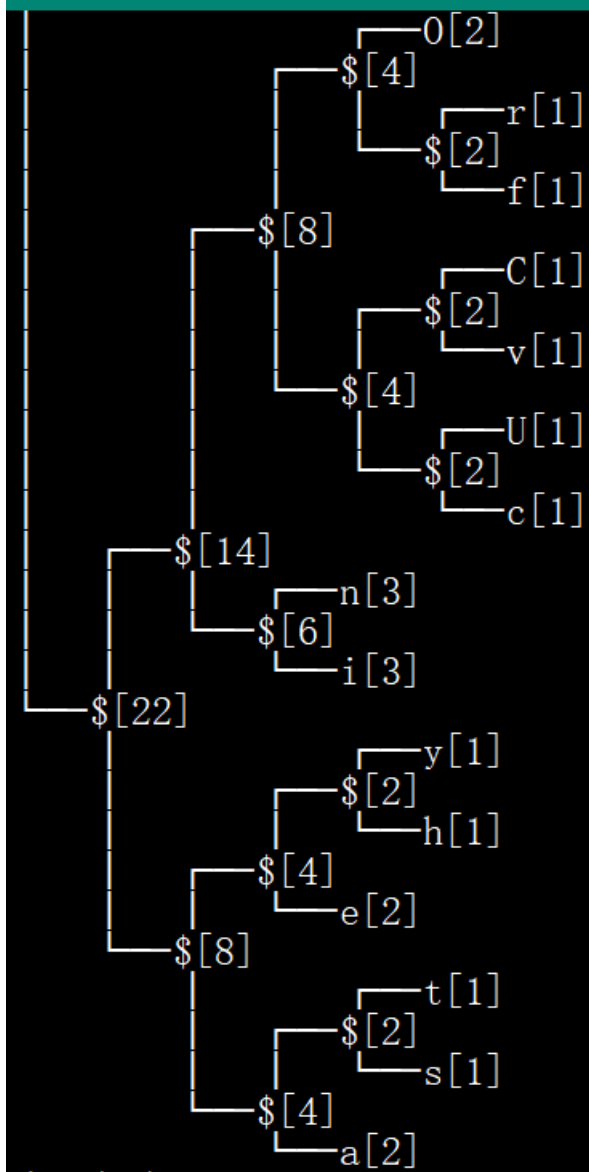 O[2]
$[4]
r[1]
$[2]
f[1]
$[8]
C[1]
$[2]
v[1]
$[4]
U[1]
$[2]
c[1]
$[14]
n[3]
$[6]
i[3]
$[22]
y[1]
$[2]
h[1]
$[4]
e[2]
$[8]
t[1]
$[2]
s[1]
$[4]
a[2]